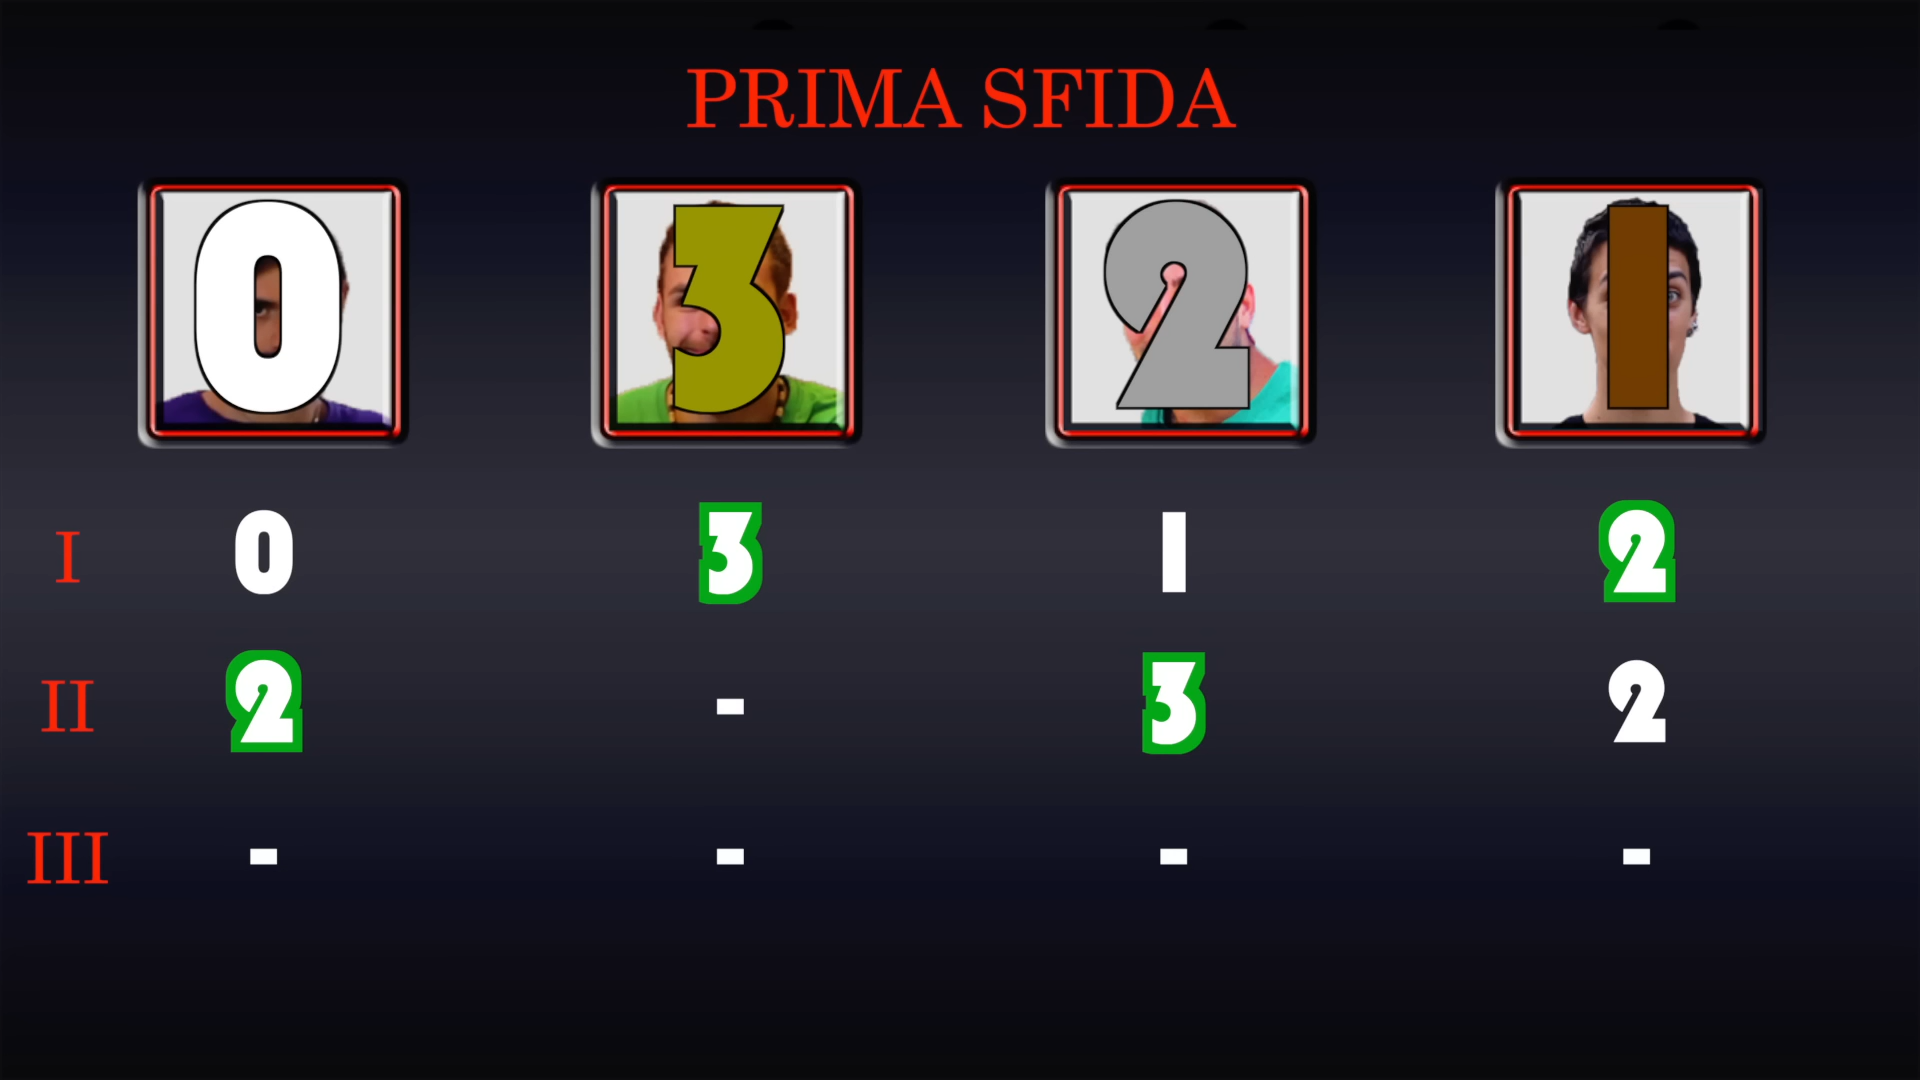 PRIMA SFIDA
0 3 2 1
I 0 3 1 2
II 2 - 3 2
III - - - -